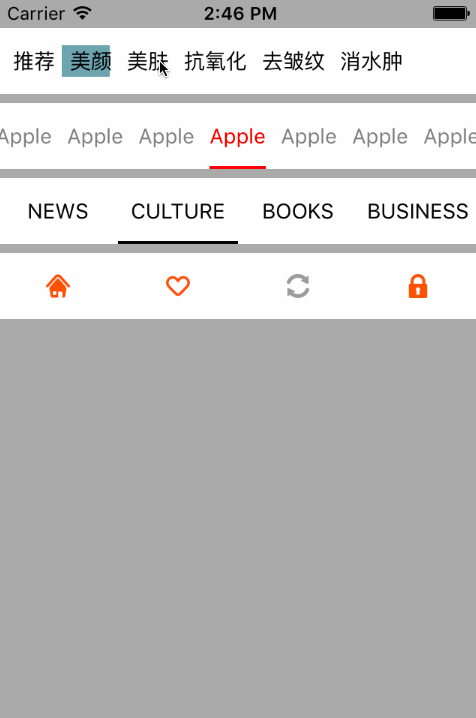 Carrier 2:46 PM
推荐 美颜 美肤 抗氧化 去皱纹 消水肿
Apple Apple Apple Apple Apple Apple Apple
NEWS CULTURE BOOKS BUSINESS